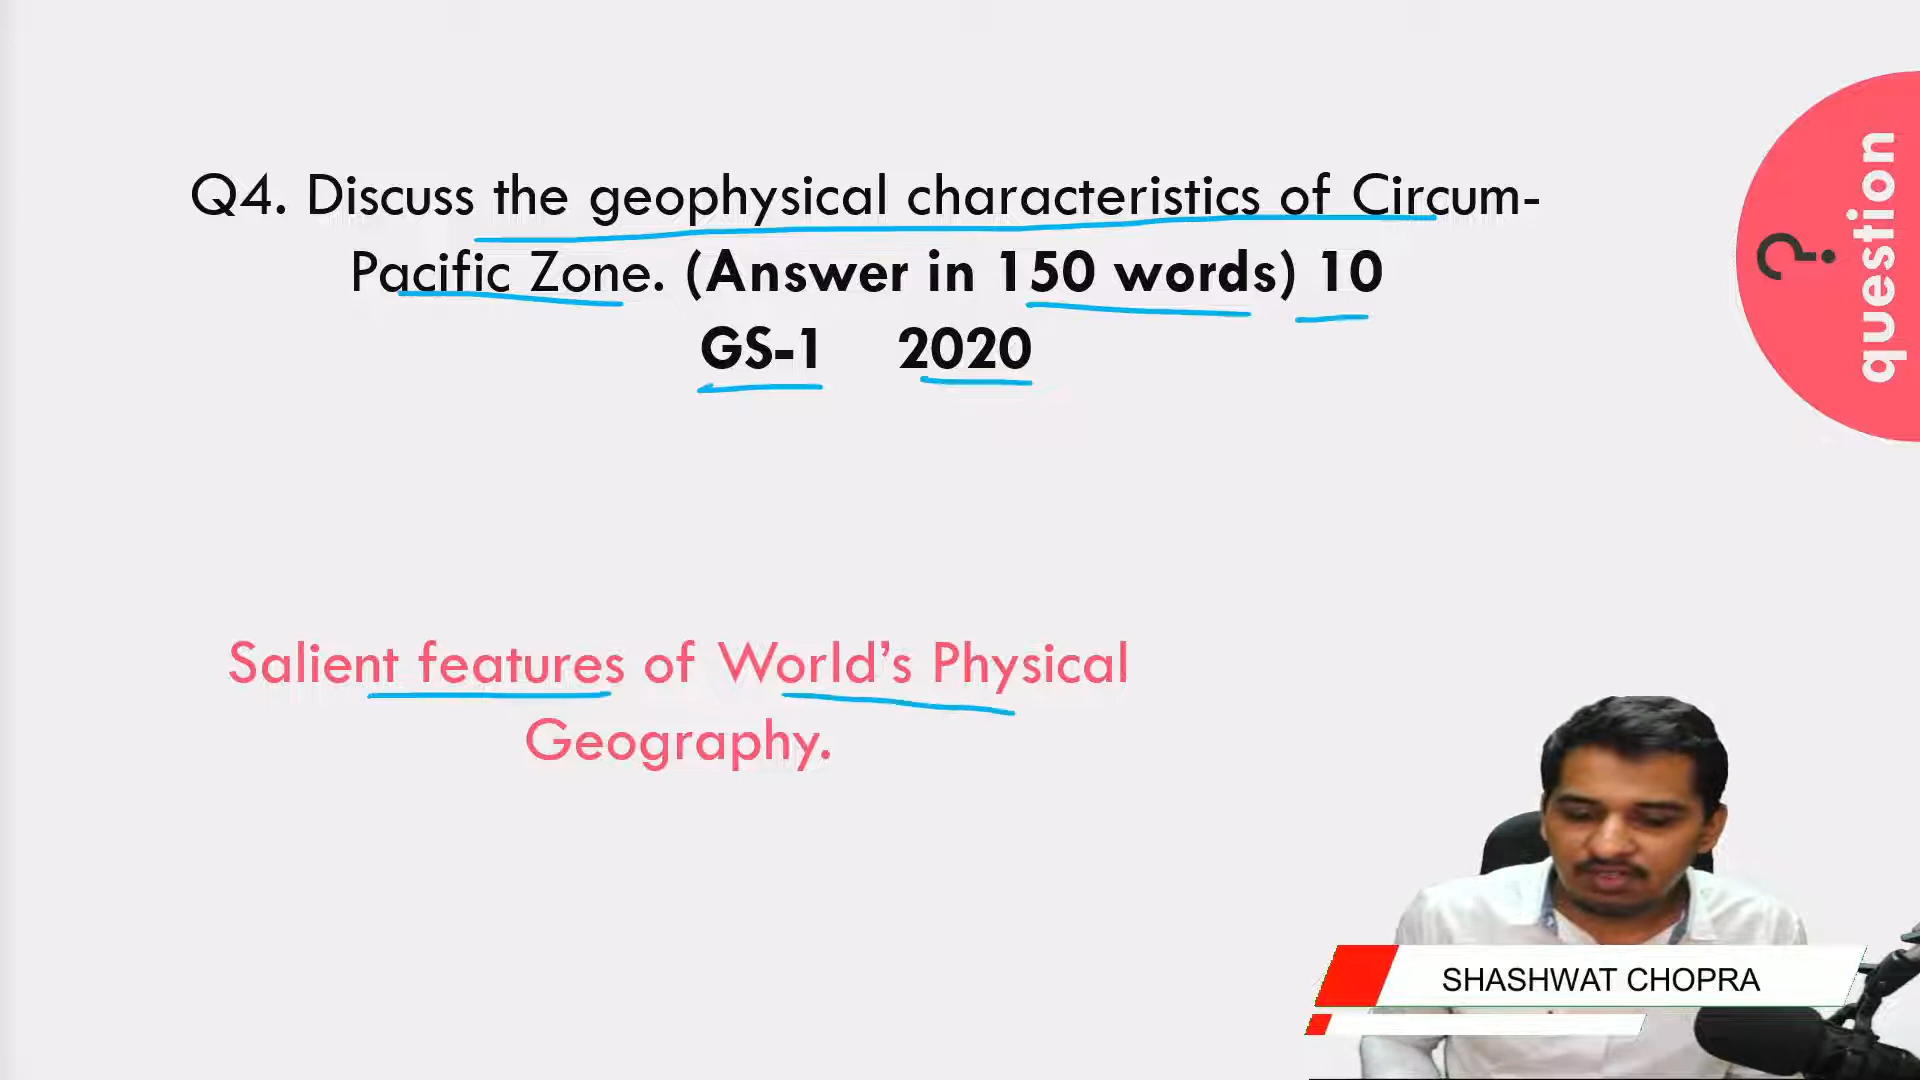 Q4. Discuss the geophysical characteristics of Circum-
Pacific Zone. (Answer in 150 words) 10
GS-1 2020
? question
Salient features of World’s Physical
Geography.
SHASHWAT CHOPRA